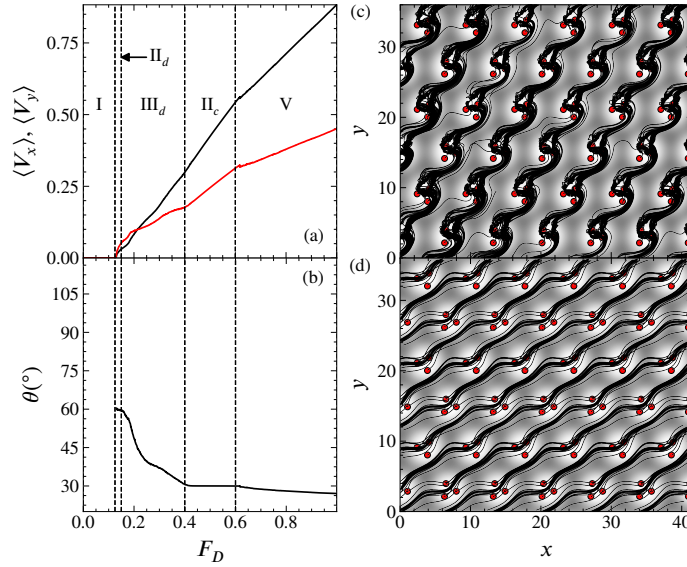 ⟨V_x⟩, ⟨V_y⟩
0.75
0.50
0.25
0.00
I
II_d
III_d
II_c
V
(a)
(b)
θ(°)
105
90
75
60
45
30
0.0 0.2 0.4 0.6 0.8
F_D
(c)
y
30
20
10
0
(d)
y
30
20
10
0
0 10 20 30 40
x